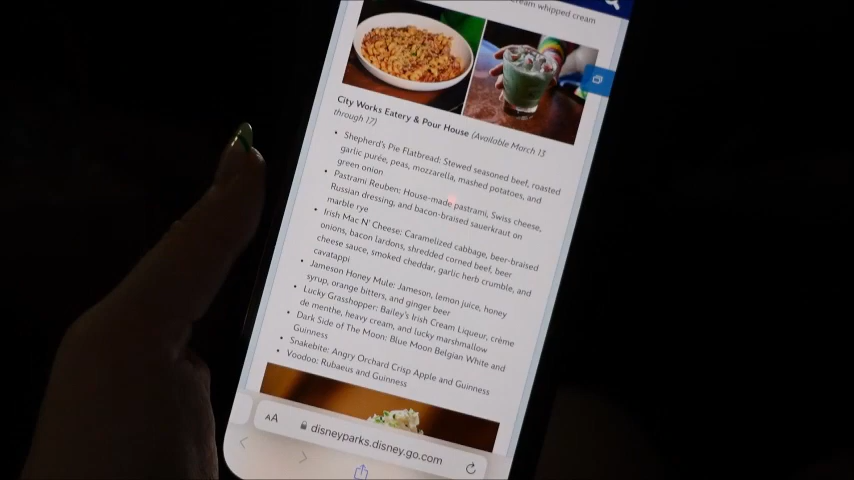 cream whipped cream
City Works Eatery & Pour House (Available March 13
through 17)
• Shepherd's Pie Flatbread: Stewed seasoned beef, roasted
garlic purée, peas, mozzarella, mashed potatoes, and
green onion
• Pastrami Reuben: House-made pastrami, Swiss cheese,
Russian dressing, and bacon-braised sauerkraut on
marble rye
• Irish Mac N' Cheese: Caramelized cabbage, beer-braised
onions, bacon lardons, shredded corned beef, beer
cheese sauce, smoked cheddar, garlic herb crumble, and
cavatappi
• Jameson Honey Mule: Jameson, lemon juice, honey
syrup, orange bitters, and ginger beer
• Lucky Grasshopper: Bailey's Irish Cream Liqueur, crème
de menthe, heavy cream, and lucky marshmallow
• Dark Side of The Moon: Blue Moon Belgian White and
Guinness
• Snakebite: Angry Orchard Crisp Apple and Guinness
• Voodoo: Rubaeus and Guinness
AA disneyparks.disney.go.com